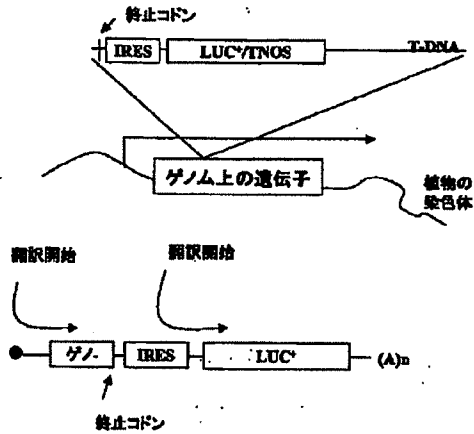 終止コドン
IRES LUC⁺/TNOS T-DNA
ゲノム上の遺伝子
植物の
染色体
翻訳開始 翻訳開始
ゲノ- IRES LUC⁺ (A)n
終止コドン